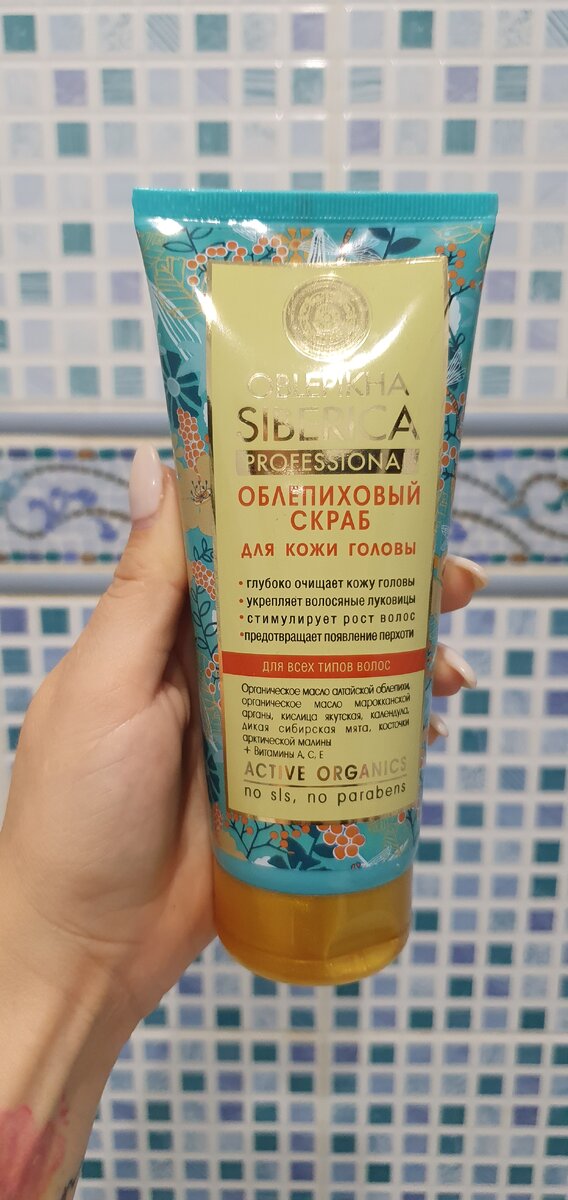 OBLEPIKHA
SIBERICA
PROFESSIONAL
ОБЛЕПИХОВЫЙ
СКРАБ
ДЛЯ КОЖИ ГОЛОВЫ
• глубоко очищает кожу головы
• укрепляет волосяные луковицы
• стимулирует рост волос
• предотвращает появление перхоти
ДЛЯ ВСЕХ ТИПОВ ВОЛОС
Органическое масло алтайской облепихи,
органическое масло марокканской
арганы, кислица якутская, календула,
дикая сибирская мята, косточки
арктической малины
+ Витамины A, C, E
ACTIVE ORGANICS
no sls, no parabens